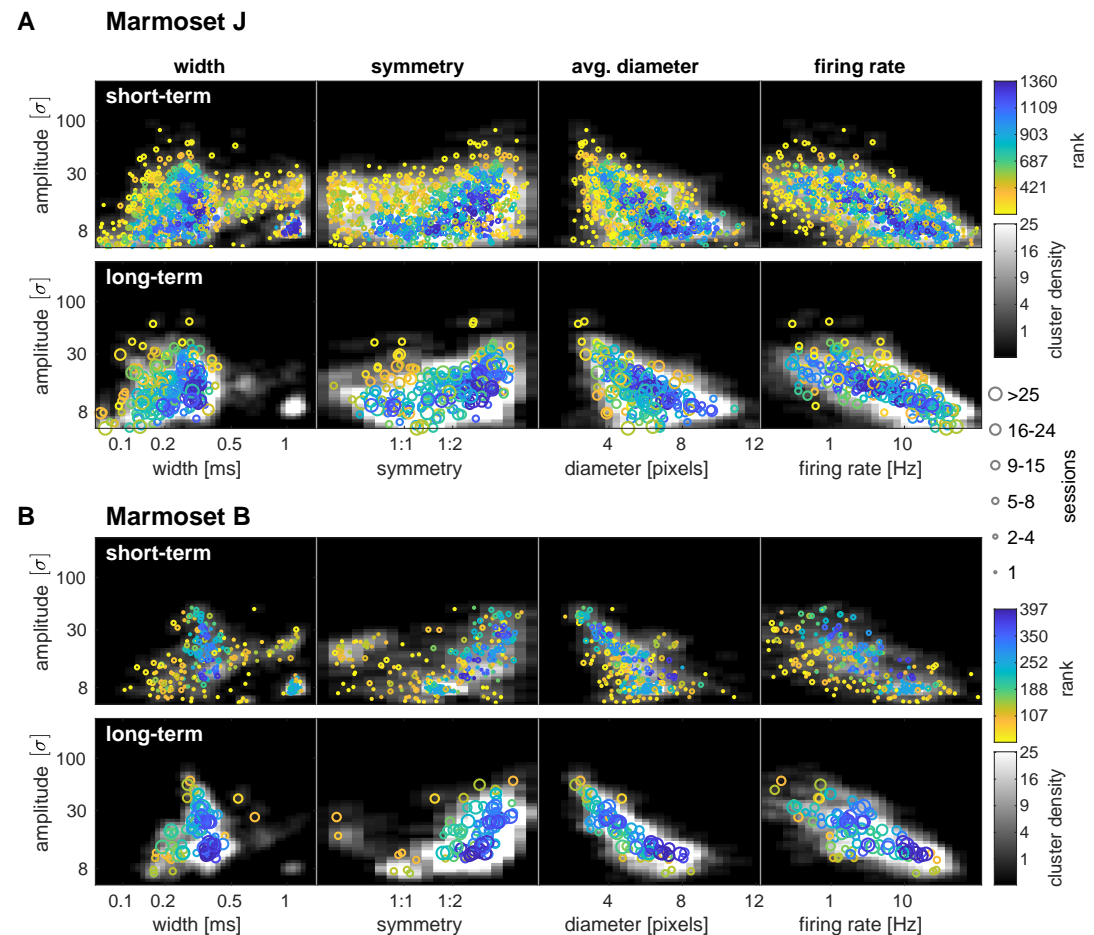 A Marmoset J
width symmetry avg. diameter firing rate
short-term
amplitude [σ]
100
30
8
1360
1109
903
687
421
rank
25
16
9
4
1
cluster density
long-term
amplitude [σ]
100
30
8
0.1 0.2 0.5 1 1:1 1:2 4 8 12 1 10
width [ms] symmetry diameter [pixels] firing rate [Hz]
>25
16-24
9-15
5-8
2-4
1
sessions
B Marmoset B
short-term
amplitude [σ]
100
30
8
397
350
252
188
107
rank
long-term
amplitude [σ]
100
30
8
25
16
9
4
1
cluster density
0.1 0.2 0.5 1 1:1 1:2 4 8 12 1 10
width [ms] symmetry diameter [pixels] firing rate [Hz]